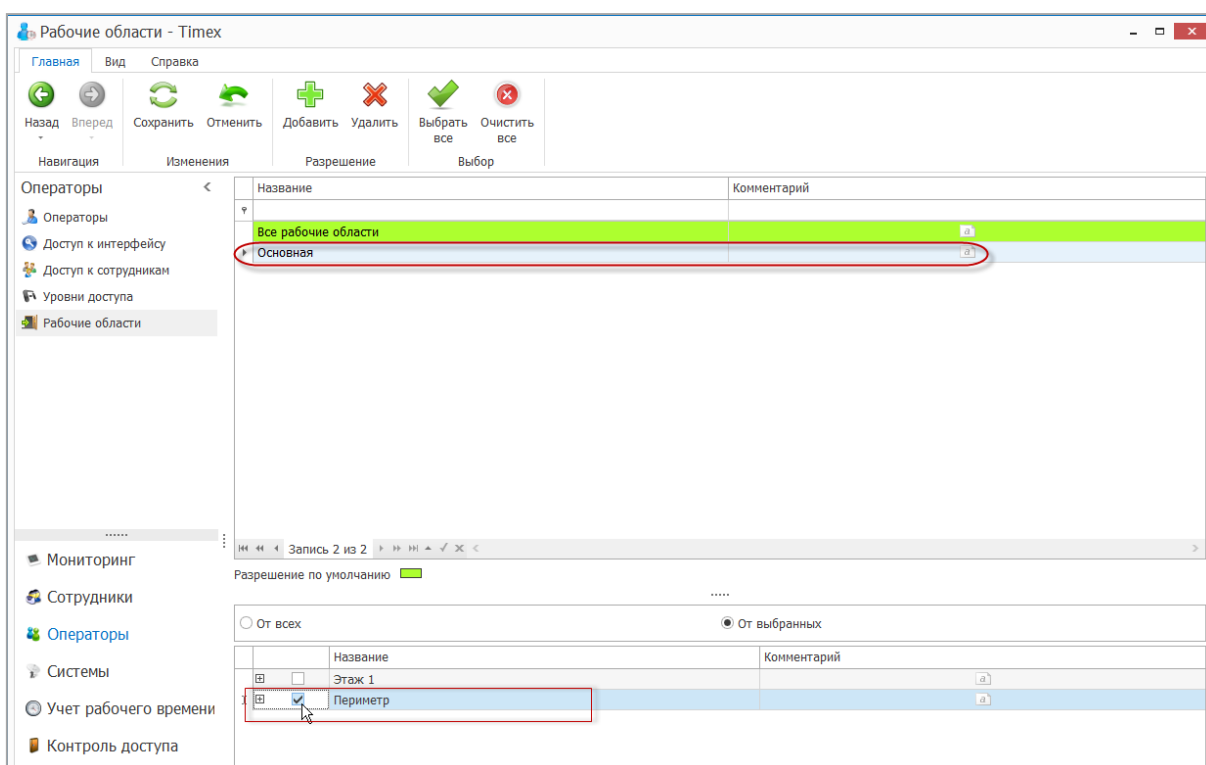 Рабочие области - Timex
Главная Вид Справка
Назад Вперед Сохранить Отменить Добавить Удалить Выбрать все Очистить все
Навигация Изменения Разрешение Выбор
Операторы
Операторы
Доступ к интерфейсу
Доступ к сотрудникам
Уровни доступа
Рабочие области
Название Комментарий
Все рабочие области a
Основная a
Запись 2 из 2
Разрешение по умолчанию
От всех От выбранных
Название Комментарий
Этаж 1 a
Периметр a
Мониторинг
Сотрудники
Операторы
Системы
Учет рабочего времени
Контроль доступа